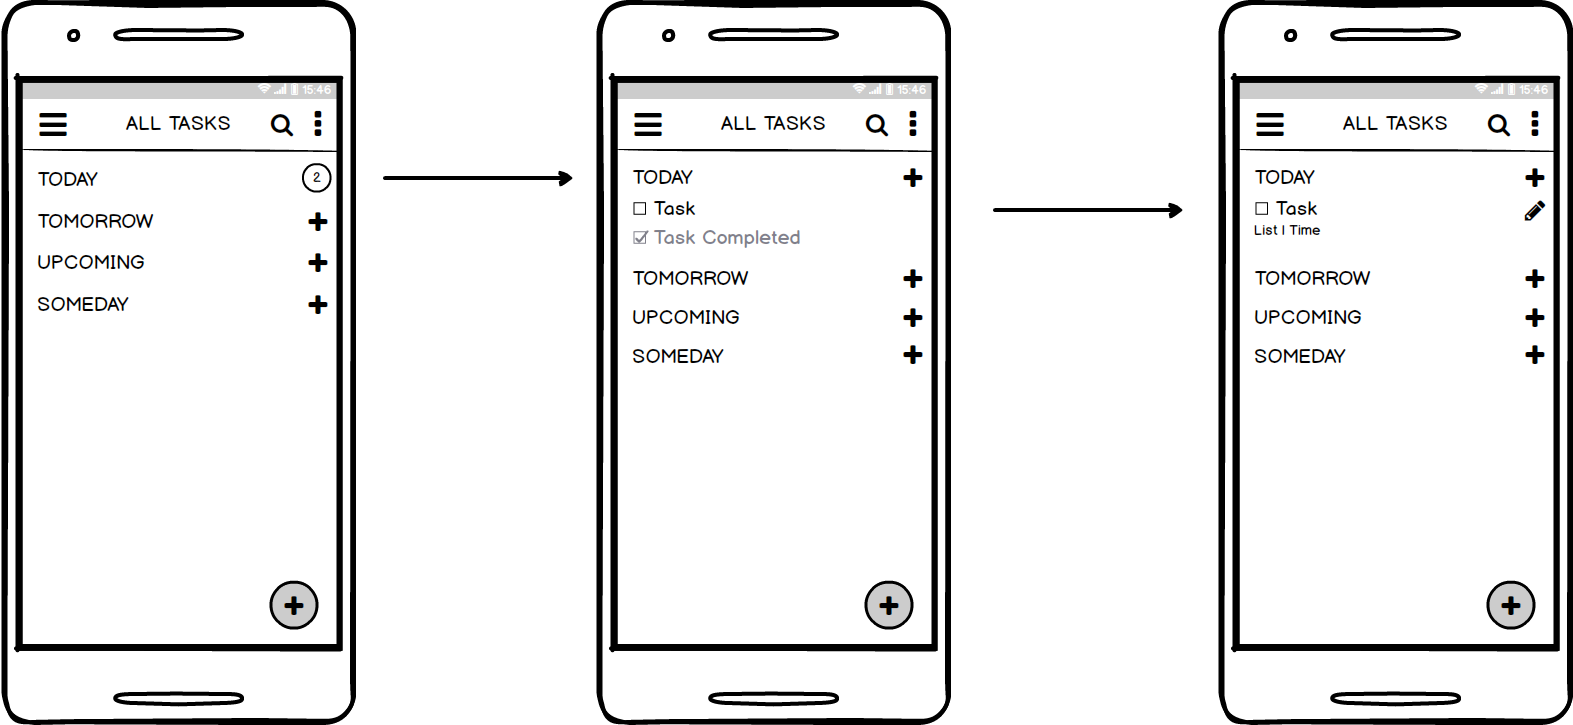 15:46
ALL TASKS
TODAY 2
TOMORROW
UPCOMING
SOMEDAY
15:46
ALL TASKS
TODAY
Task
Task Completed
TOMORROW
UPCOMING
SOMEDAY
15:46
ALL TASKS
TODAY
Task
List | Time
TOMORROW
UPCOMING
SOMEDAY